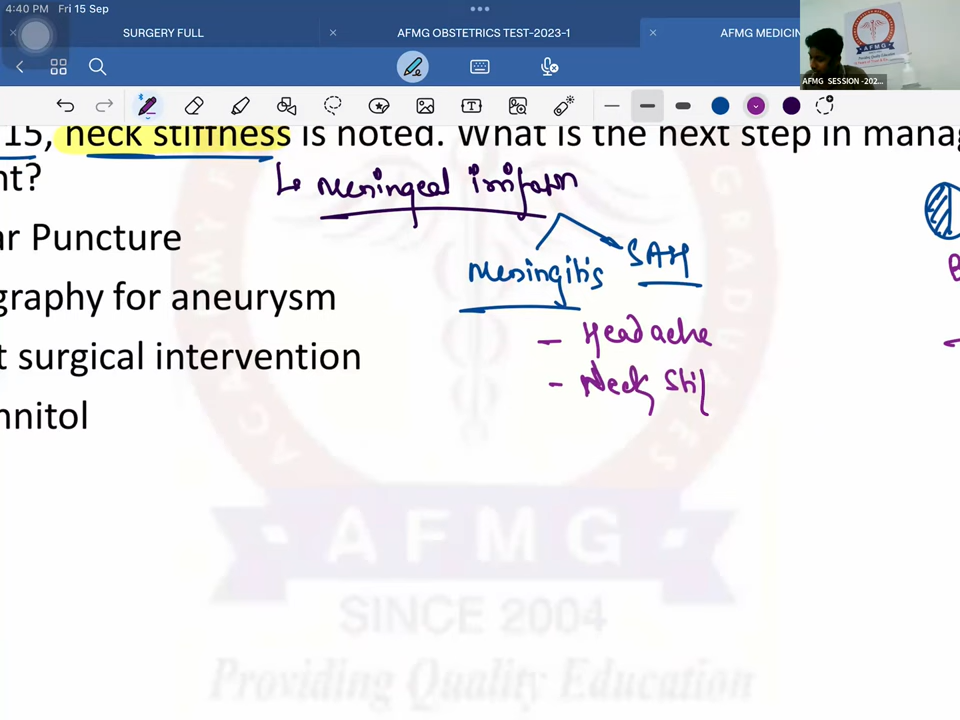 4:40 PM Fri 15 Sep
SURGERY FULL
AFMG OBSTETRICS TEST-2023-1
AFMG MEDICIN
AFMG SESSION -202...
15, neck stiffness is noted. What is the next step in manag
nt?
ar Puncture
graphy for aneurysm
t surgical intervention
nnitol
Meningeal irritation
Meningitis
SAH
- Headache
- Neck Stif
AFMG
SINCE 2004
Providing Quality Education